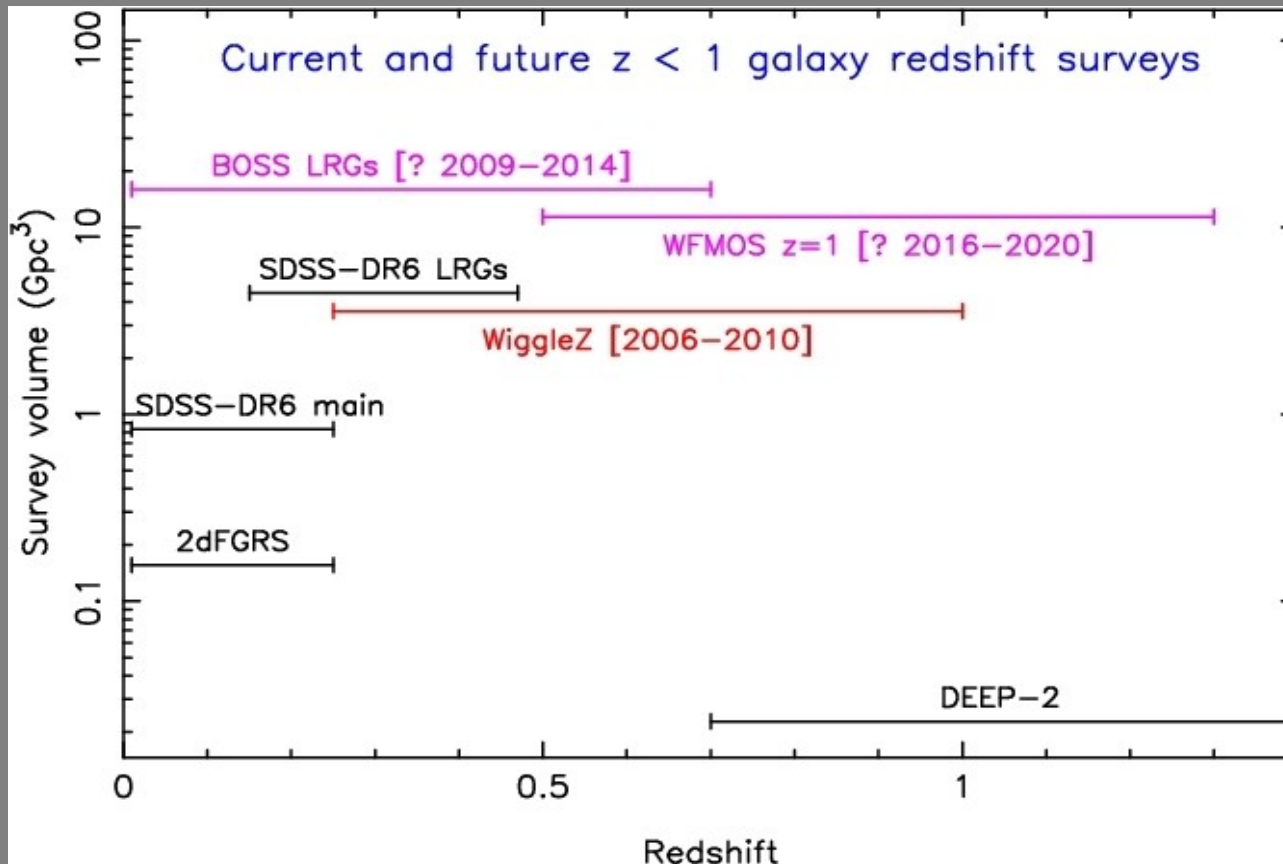 Current and future z < 1 galaxy redshift surveys
100
10
1
0.1
Survey volume (Gpc³)
BOSS LRGs [? 2009−2014]
WFMOS z=1 [? 2016−2020]
SDSS−DR6 LRGs
WiggleZ [2006−2010]
SDSS−DR6 main
2dFGRS
DEEP−2
0
0.5
1
Redshift